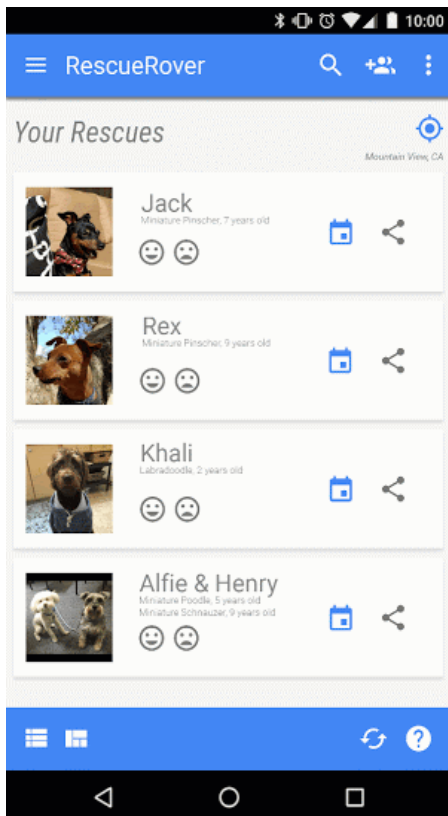 10:00
RescueRover
Your Rescues
Mountain View, CA
Jack
Miniature Pinscher, 7 years old
Rex
Miniature Pinscher, 9 years old
Khali
Labradoodle, 2 years old
Alfie & Henry
Miniature Poodle, 5 years old
Miniature Schnauzer, 9 years old